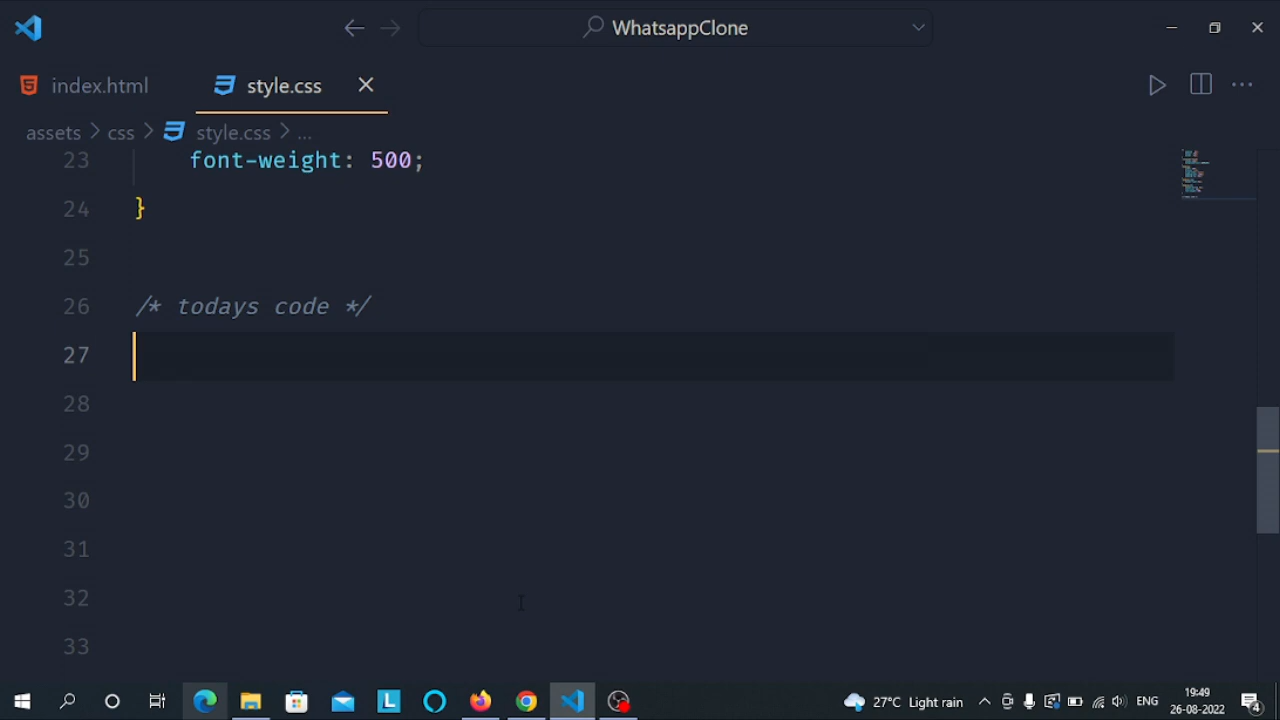 WhatsappClone
index.html
style.css
assets > css > style.css > ...
23 font-weight: 500;
24 }
25
26 /* todays code */
27
28
29
30
31
32
33
27°C Light rain
ENG
19:49
26-08-2022
4